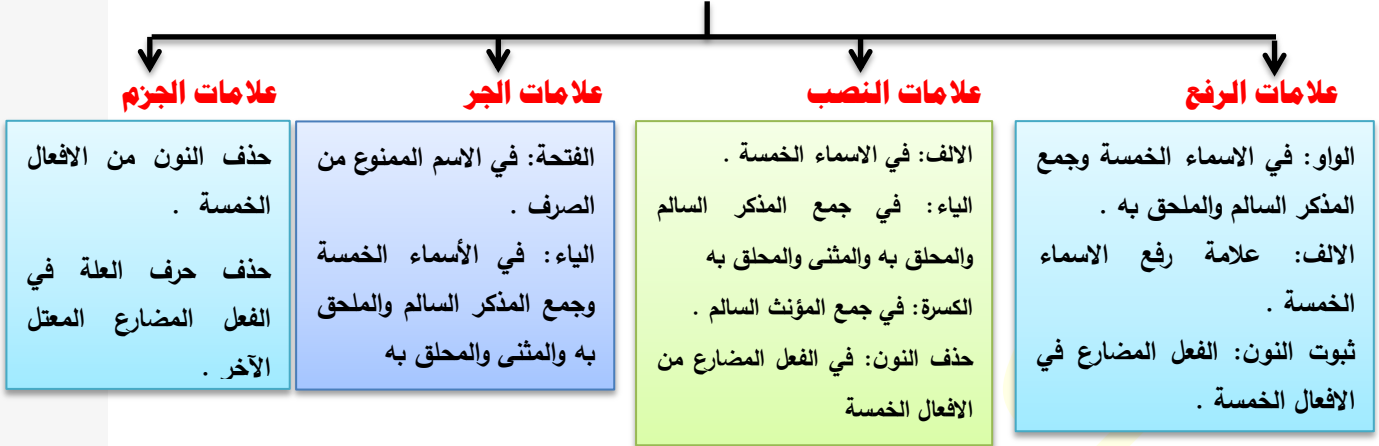 علامات الرفع
الواو: في الاسماء الخمسة وجمع
المذكر السالم والملحق به .
الالف: علامة رفع الاسماء
الخمسة .
ثبوت النون: الفعل المضارع في
الافعال الخمسة .
علامات النصب
الالف: في الاسماء الخمسة .
الياء: في جمع المذكر السالم
والمحلق به والمثنى والمحلق به
الكسرة: في جمع المؤنث السالم .
حذف النون: في الفعل المضارع من
الافعال الخمسة
علامات الجر
الفتحة: في الاسم الممنوع من
الصرف .
الياء: في الأسماء الخمسة
وجمع المذكر السالم والملحق
به والمثنى والمحلق به
علامات الجزم
حذف النون من الافعال
الخمسة .
حذف حرف العلة في
الفعل المضارع المعتل
الآخر .